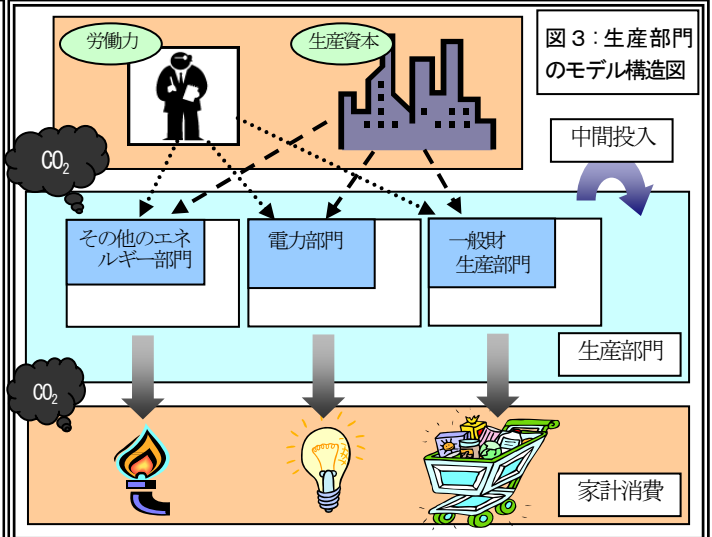 図3：生産部門
のモデル構造図
労働力
生産資本
中間投入
CO₂
その他のエネ
ルギー部門
電力部門
一般財
生産部門
生産部門
CO₂
家計消費